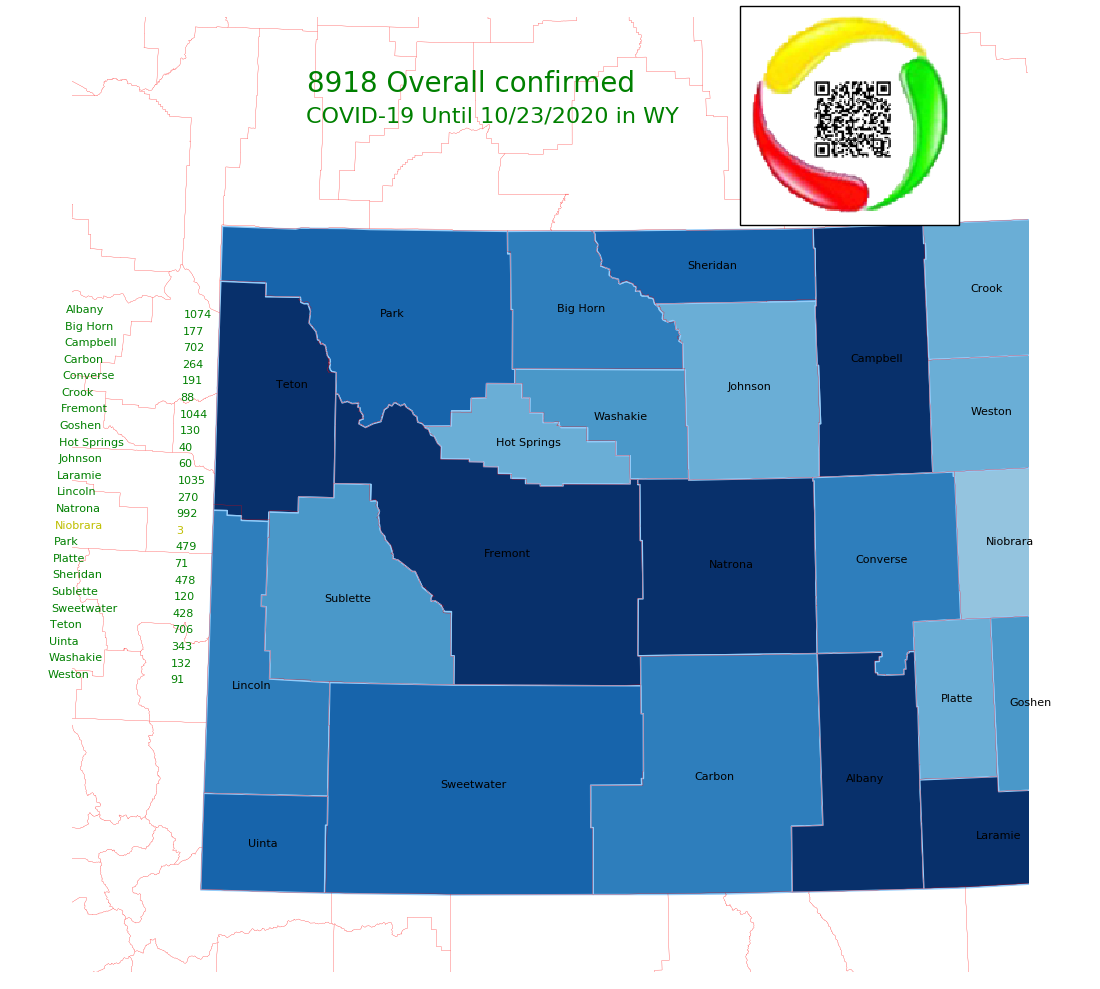 8918 Overall confirmed
COVID-19 Until 10/23/2020 in WY
Albany 1074
Big Horn 177
Campbell 702
Carbon 264
Converse 191
Crook 88
Fremont 1044
Goshen 130
Hot Springs 40
Johnson 60
Laramie 1035
Lincoln 270
Natrona 992
Niobrara 3
Park 479
Platte 71
Sheridan 478
Sublette 120
Sweetwater 428
Teton 706
Uinta 343
Washakie 132
Weston 91
Sheridan
Crook
Big Horn
Park
Campbell
Teton
Johnson
Weston
Washakie
Hot Springs
Niobrara
Fremont
Converse
Natrona
Sublette
Lincoln
Platte
Goshen
Carbon
Albany
Sweetwater
Laramie
Uinta